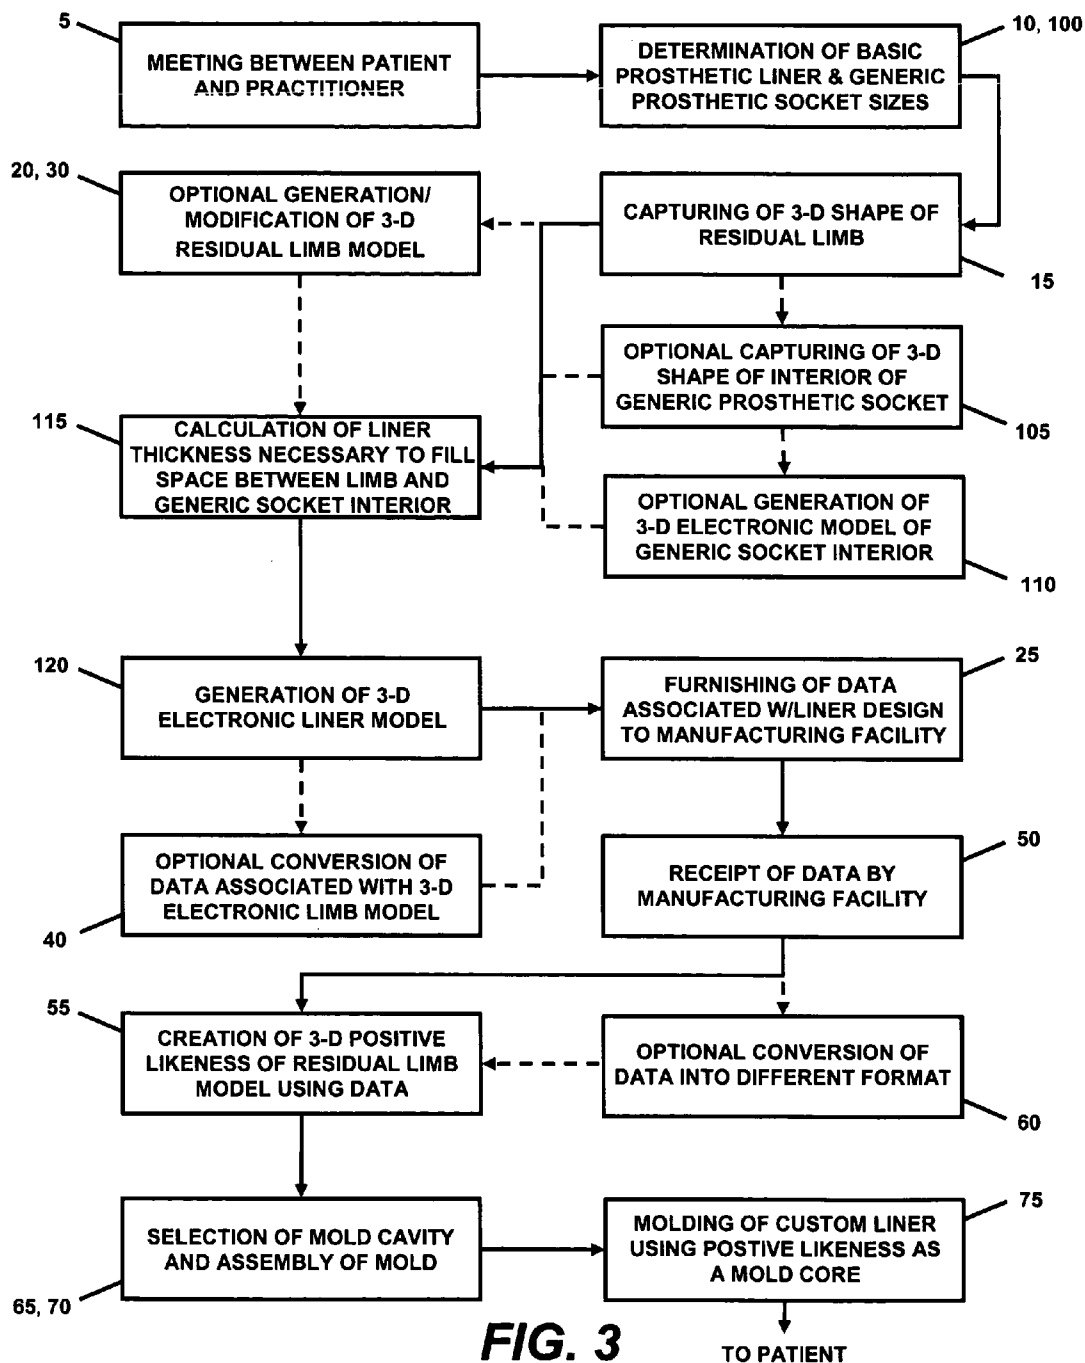 5
MEETING BETWEEN PATIENT
AND PRACTITIONER
10, 100
DETERMINATION OF BASIC
PROSTHETIC LINER & GENERIC
PROSTHETIC SOCKET SIZES
20, 30
OPTIONAL GENERATION/
MODIFICATION OF 3-D
RESIDUAL LIMB MODEL
CAPTURING OF 3-D SHAPE OF
RESIDUAL LIMB
15
OPTIONAL CAPTURING OF 3-D
SHAPE OF INTERIOR OF
GENERIC PROSTHETIC SOCKET
105
115
CALCULATION OF LINER
THICKNESS NECESSARY TO FILL
SPACE BETWEEN LIMB AND
GENERIC SOCKET INTERIOR
OPTIONAL GENERATION OF
3-D ELECTRONIC MODEL OF
GENERIC SOCKET INTERIOR
110
120
GENERATION OF 3-D
ELECTRONIC LINER MODEL
25
FURNISHING OF DATA
ASSOCIATED W/LINER DESIGN
TO MANUFACTURING FACILITY
OPTIONAL CONVERSION OF
DATA ASSOCIATED WITH 3-D
ELECTRONIC LIMB MODEL
40
50
RECEIPT OF DATA BY
MANUFACTURING FACILITY
55
CREATION OF 3-D POSITIVE
LIKENESS OF RESIDUAL LIMB
MODEL USING DATA
OPTIONAL CONVERSION OF
DATA INTO DIFFERENT FORMAT
60
SELECTION OF MOLD CAVITY
AND ASSEMBLY OF MOLD
65, 70
75
MOLDING OF CUSTOM LINER
USING POSTIVE LIKENESS AS
A MOLD CORE
FIG. 3
TO PATIENT